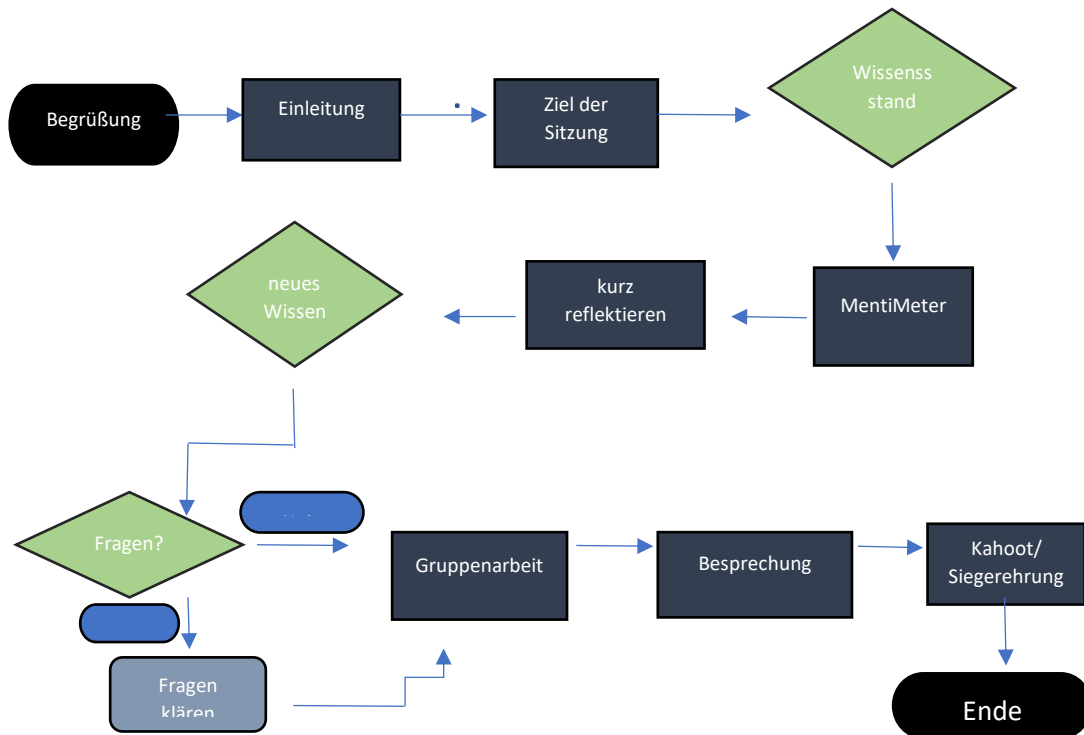 Begrüßung
Einleitung
Ziel der
Sitzung
Wissenss
stand
MentiMeter
kurz
reflektieren
neues
Wissen
Fragen?
Gruppenarbeit
Besprechung
Kahoot/
Siegerehrung
Fragen
klären
Ende